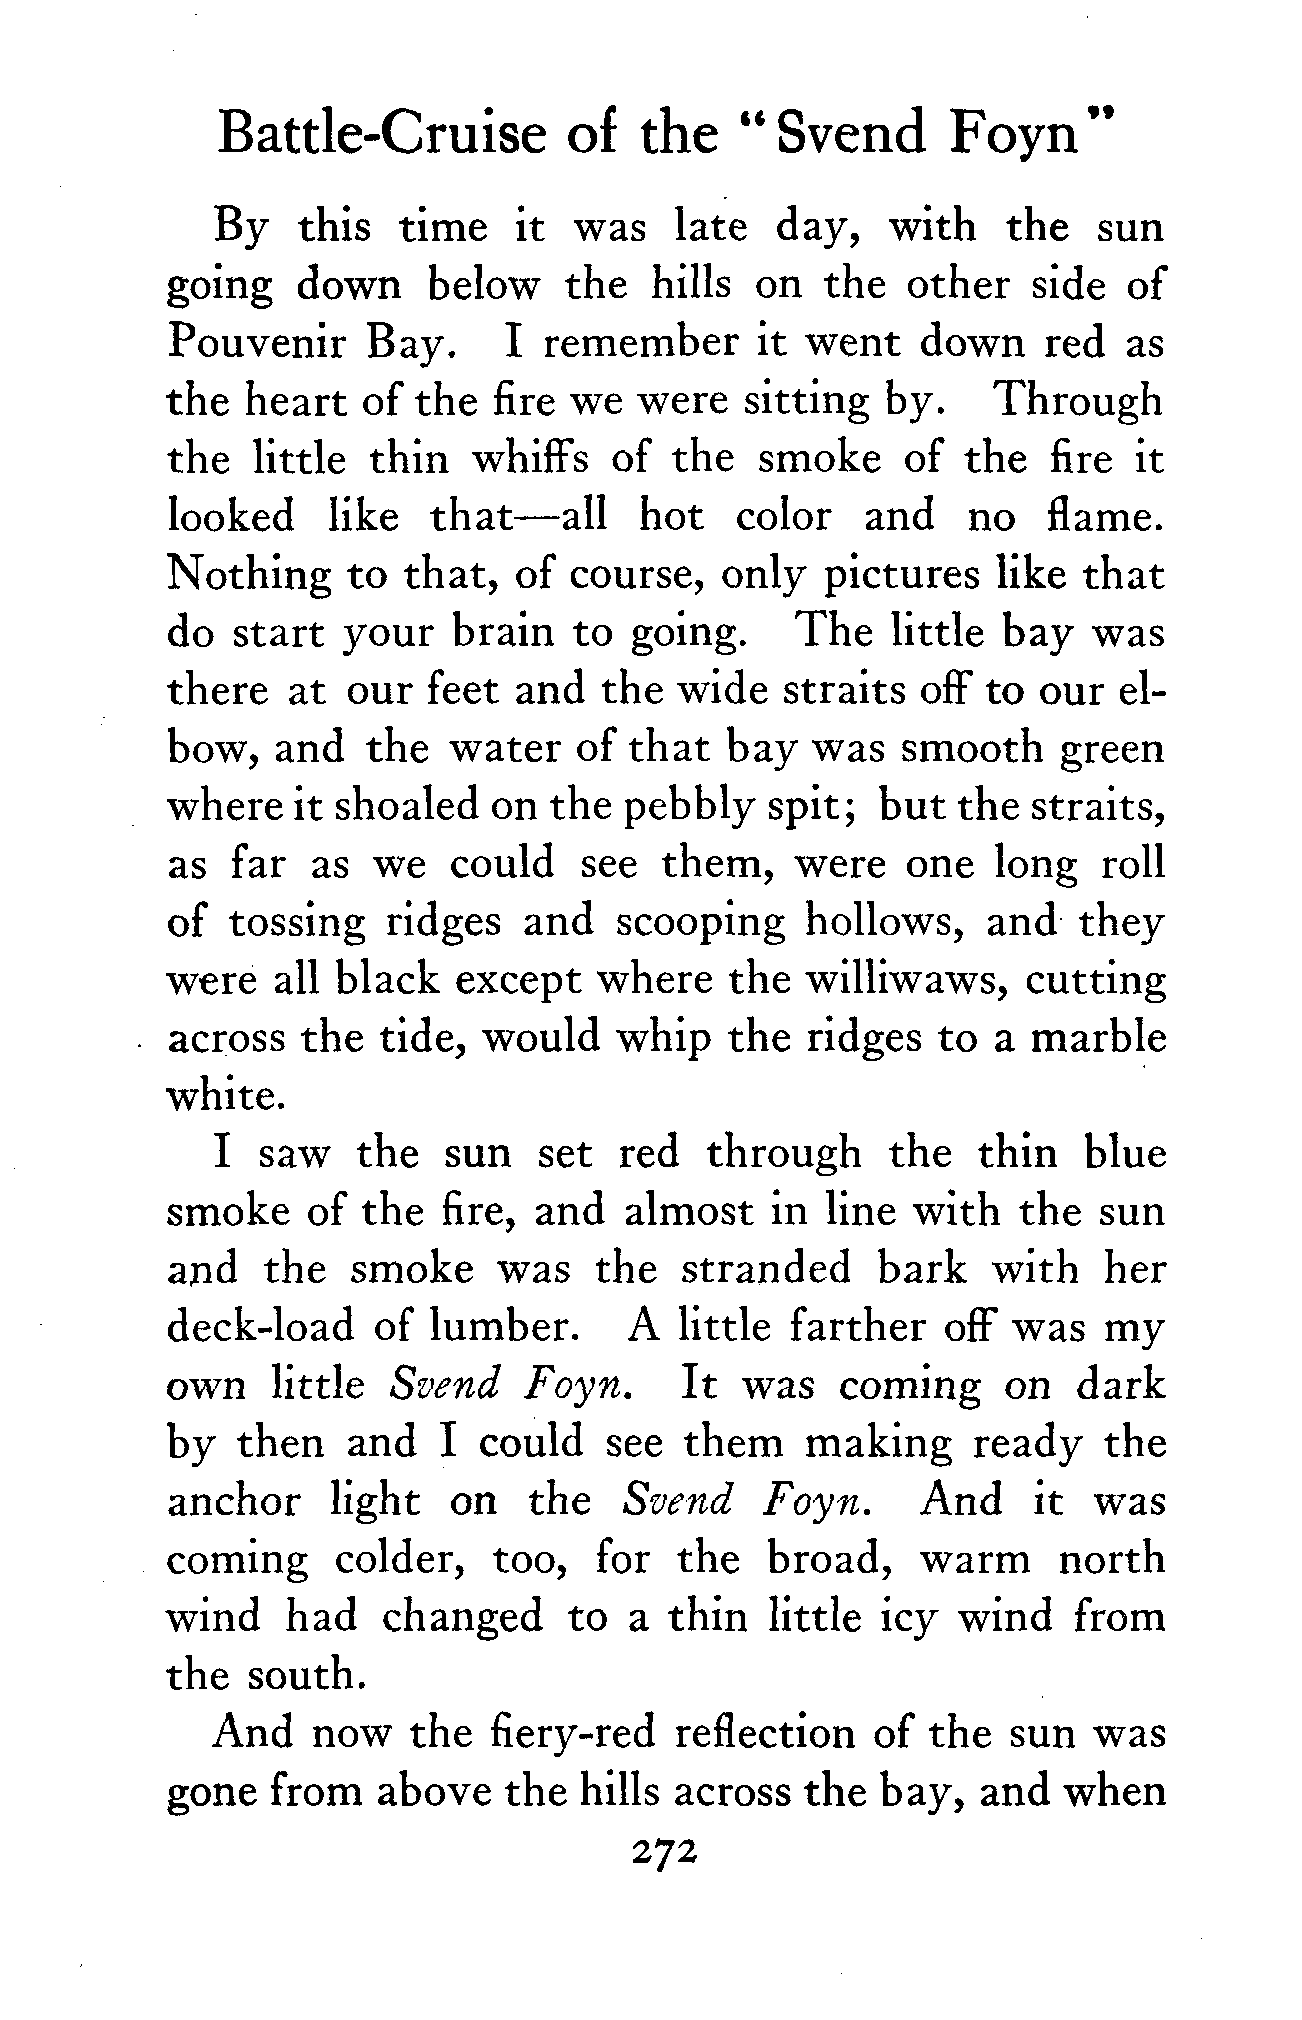 Battle-Cruise of the "Svend Foyn"
By this time it was late day, with the sun
going down below the hills on the other side of
Pouvenir Bay. I remember it went down red as
the heart of the fire we were sitting by. Through
the little thin whiffs of the smoke of the fire it
looked like that—all hot color and no flame.
Nothing to that, of course, only pictures like that
do start your brain to going. The little bay was
there at our feet and the wide straits off to our el-
bow, and the water of that bay was smooth green
where it shoaled on the pebbly spit; but the straits,
as far as we could see them, were one long roll
of tossing ridges and scooping hollows, and they
were all black except where the williwaws, cutting
across the tide, would whip the ridges to a marble
white.
I saw the sun set red through the thin blue
smoke of the fire, and almost in line with the sun
and the smoke was the stranded bark with her
deck-load of lumber. A little farther off was my
own little Svend Foyn. It was coming on dark
by then and I could see them making ready the
anchor light on the Svend Foyn. And it was
coming colder, too, for the broad, warm north
wind had changed to a thin little icy wind from
the south.
And now the fiery-red reflection of the sun was
gone from above the hills across the bay, and when
272